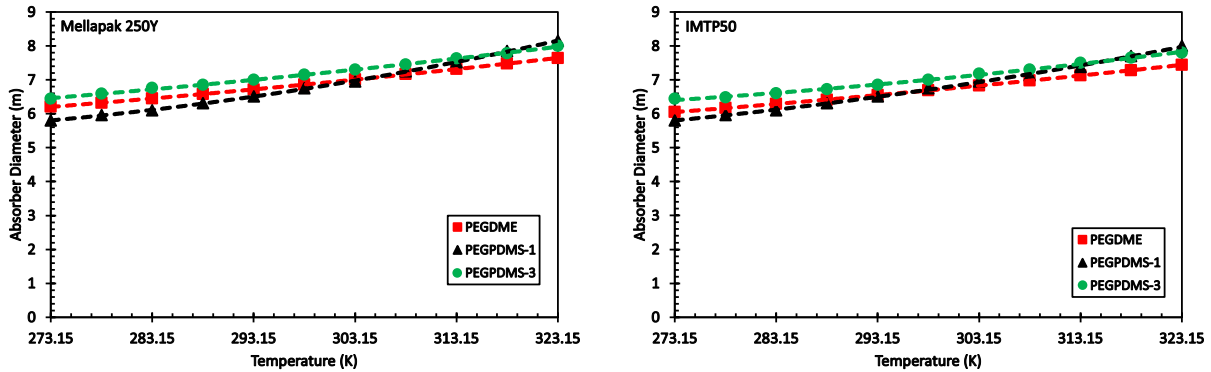 Mellapak 250Y
Absorber Diameter (m)
9
8
7
6
5
4
3
2
1
0
273.15 283.15 293.15 303.15 313.15 323.15
Temperature (K)
PEGDME
PEGPDMS-1
PEGPDMS-3
IMTP50
Absorber Diameter (m)
9
8
7
6
5
4
3
2
1
0
273.15 283.15 293.15 303.15 313.15 323.15
Temperature (K)
PEGDME
PEGPDMS-1
PEGPDMS-3